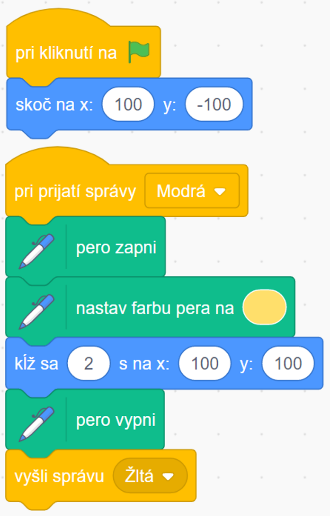 pri kliknutí na
skoč na x: 100 y: -100
pri prijatí správy Modrá
pero zapni
nastav farbu pera na
kĺž sa 2 s na x: 100 y: 100
pero vypni
vyšli správu Žltá